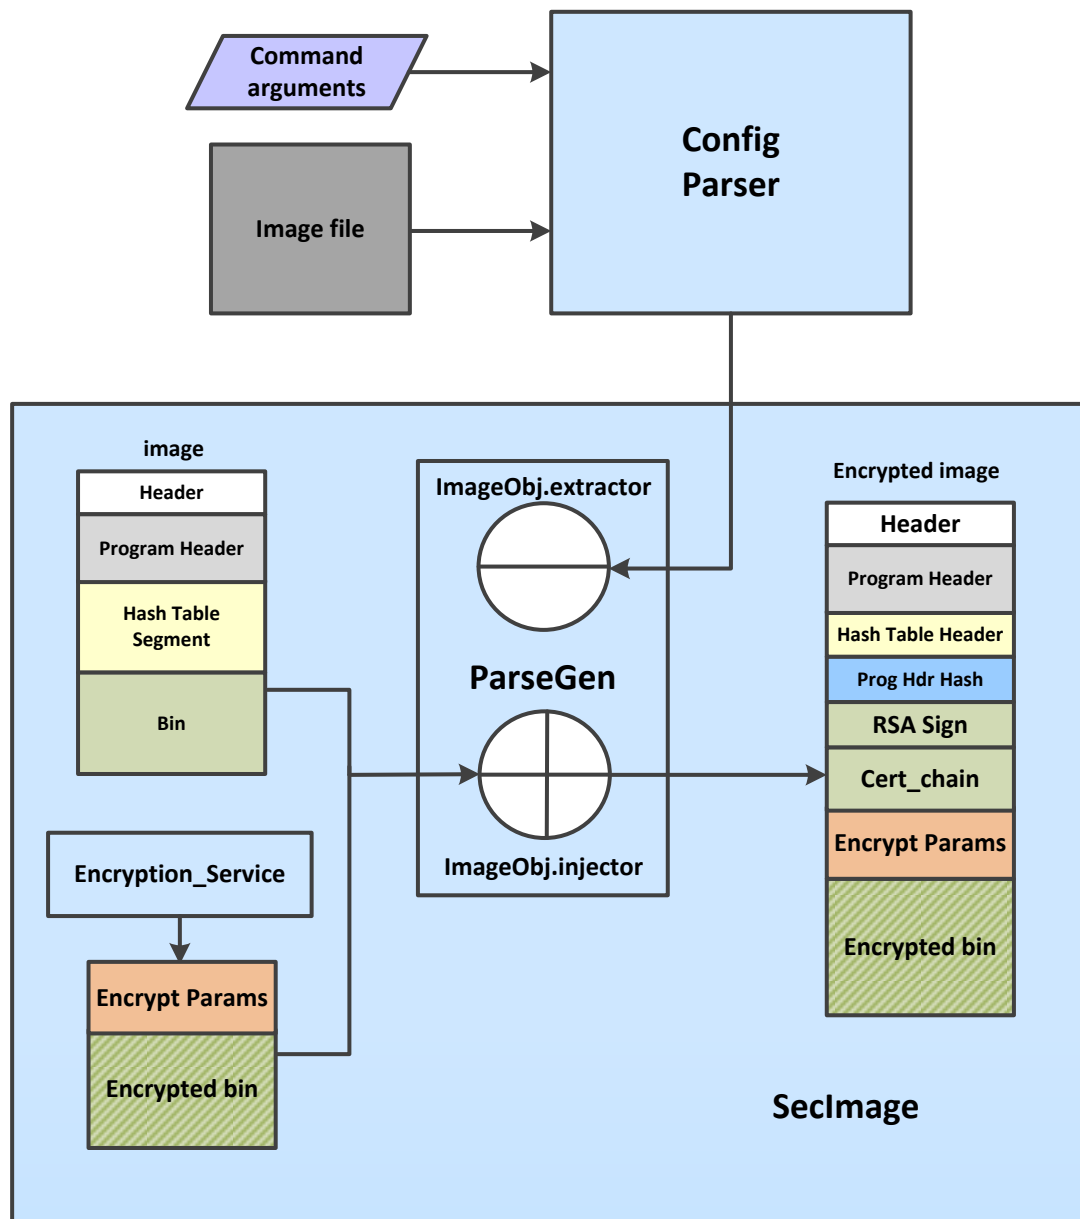 Command
arguments
Config
Parser
Image file
image
Header
Program Header
Hash Table
Segment
Bin
Encryption_Service
Encrypt Params
Encrypted bin
ImageObj.extractor
ParseGen
ImageObj.injector
Encrypted image
Header
Program Header
Hash Table Header
Prog Hdr Hash
RSA Sign
Cert_chain
Encrypt Params
Encrypted bin
SecImage